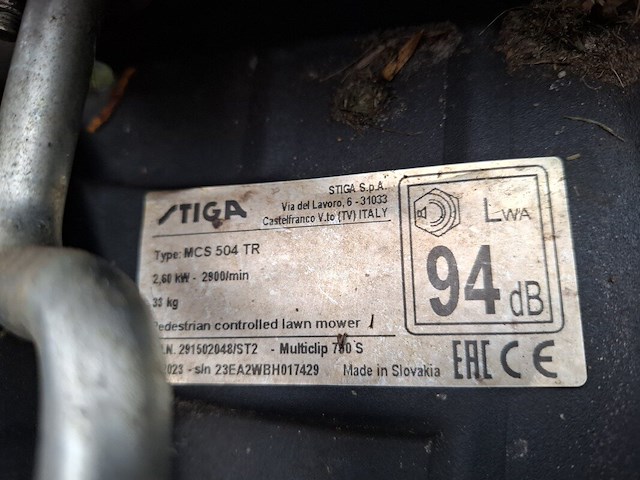 STIGA
STIGA S.p.A.
Via del Lavoro, 6 - 31033
Castelfranco V.to (TV) ITALY
Type: MCS 504 TR
2,60 kW - 2900/min
33 kg
Pedestrian controlled lawn mower
LWA
94 dB
.N. 291502048/ST2 - Multiclip S
2023 - s/n 23EA2WBH017429 Made in Slovakia
EAC CE